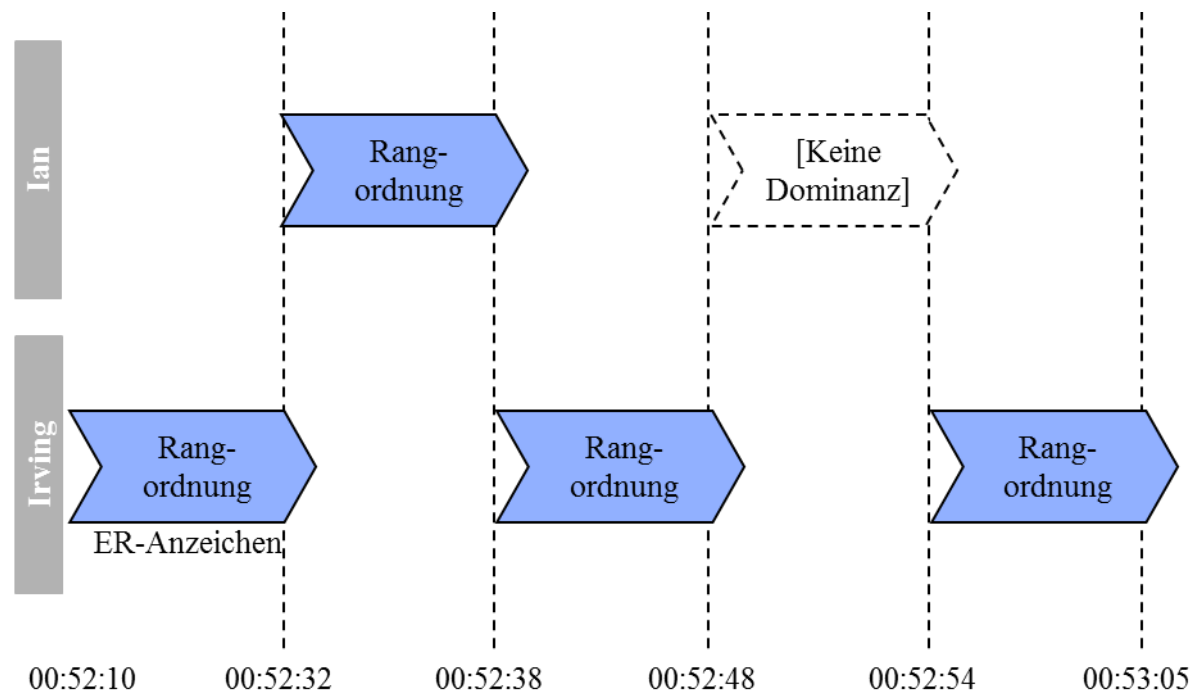 Ian
Rang-
ordnung
[Keine
Dominanz]
Irving
Rang-
ordnung
ER-Anzeichen
Rang-
ordnung
Rang-
ordnung
00:52:10 00:52:32 00:52:38 00:52:48 00:52:54 00:53:05